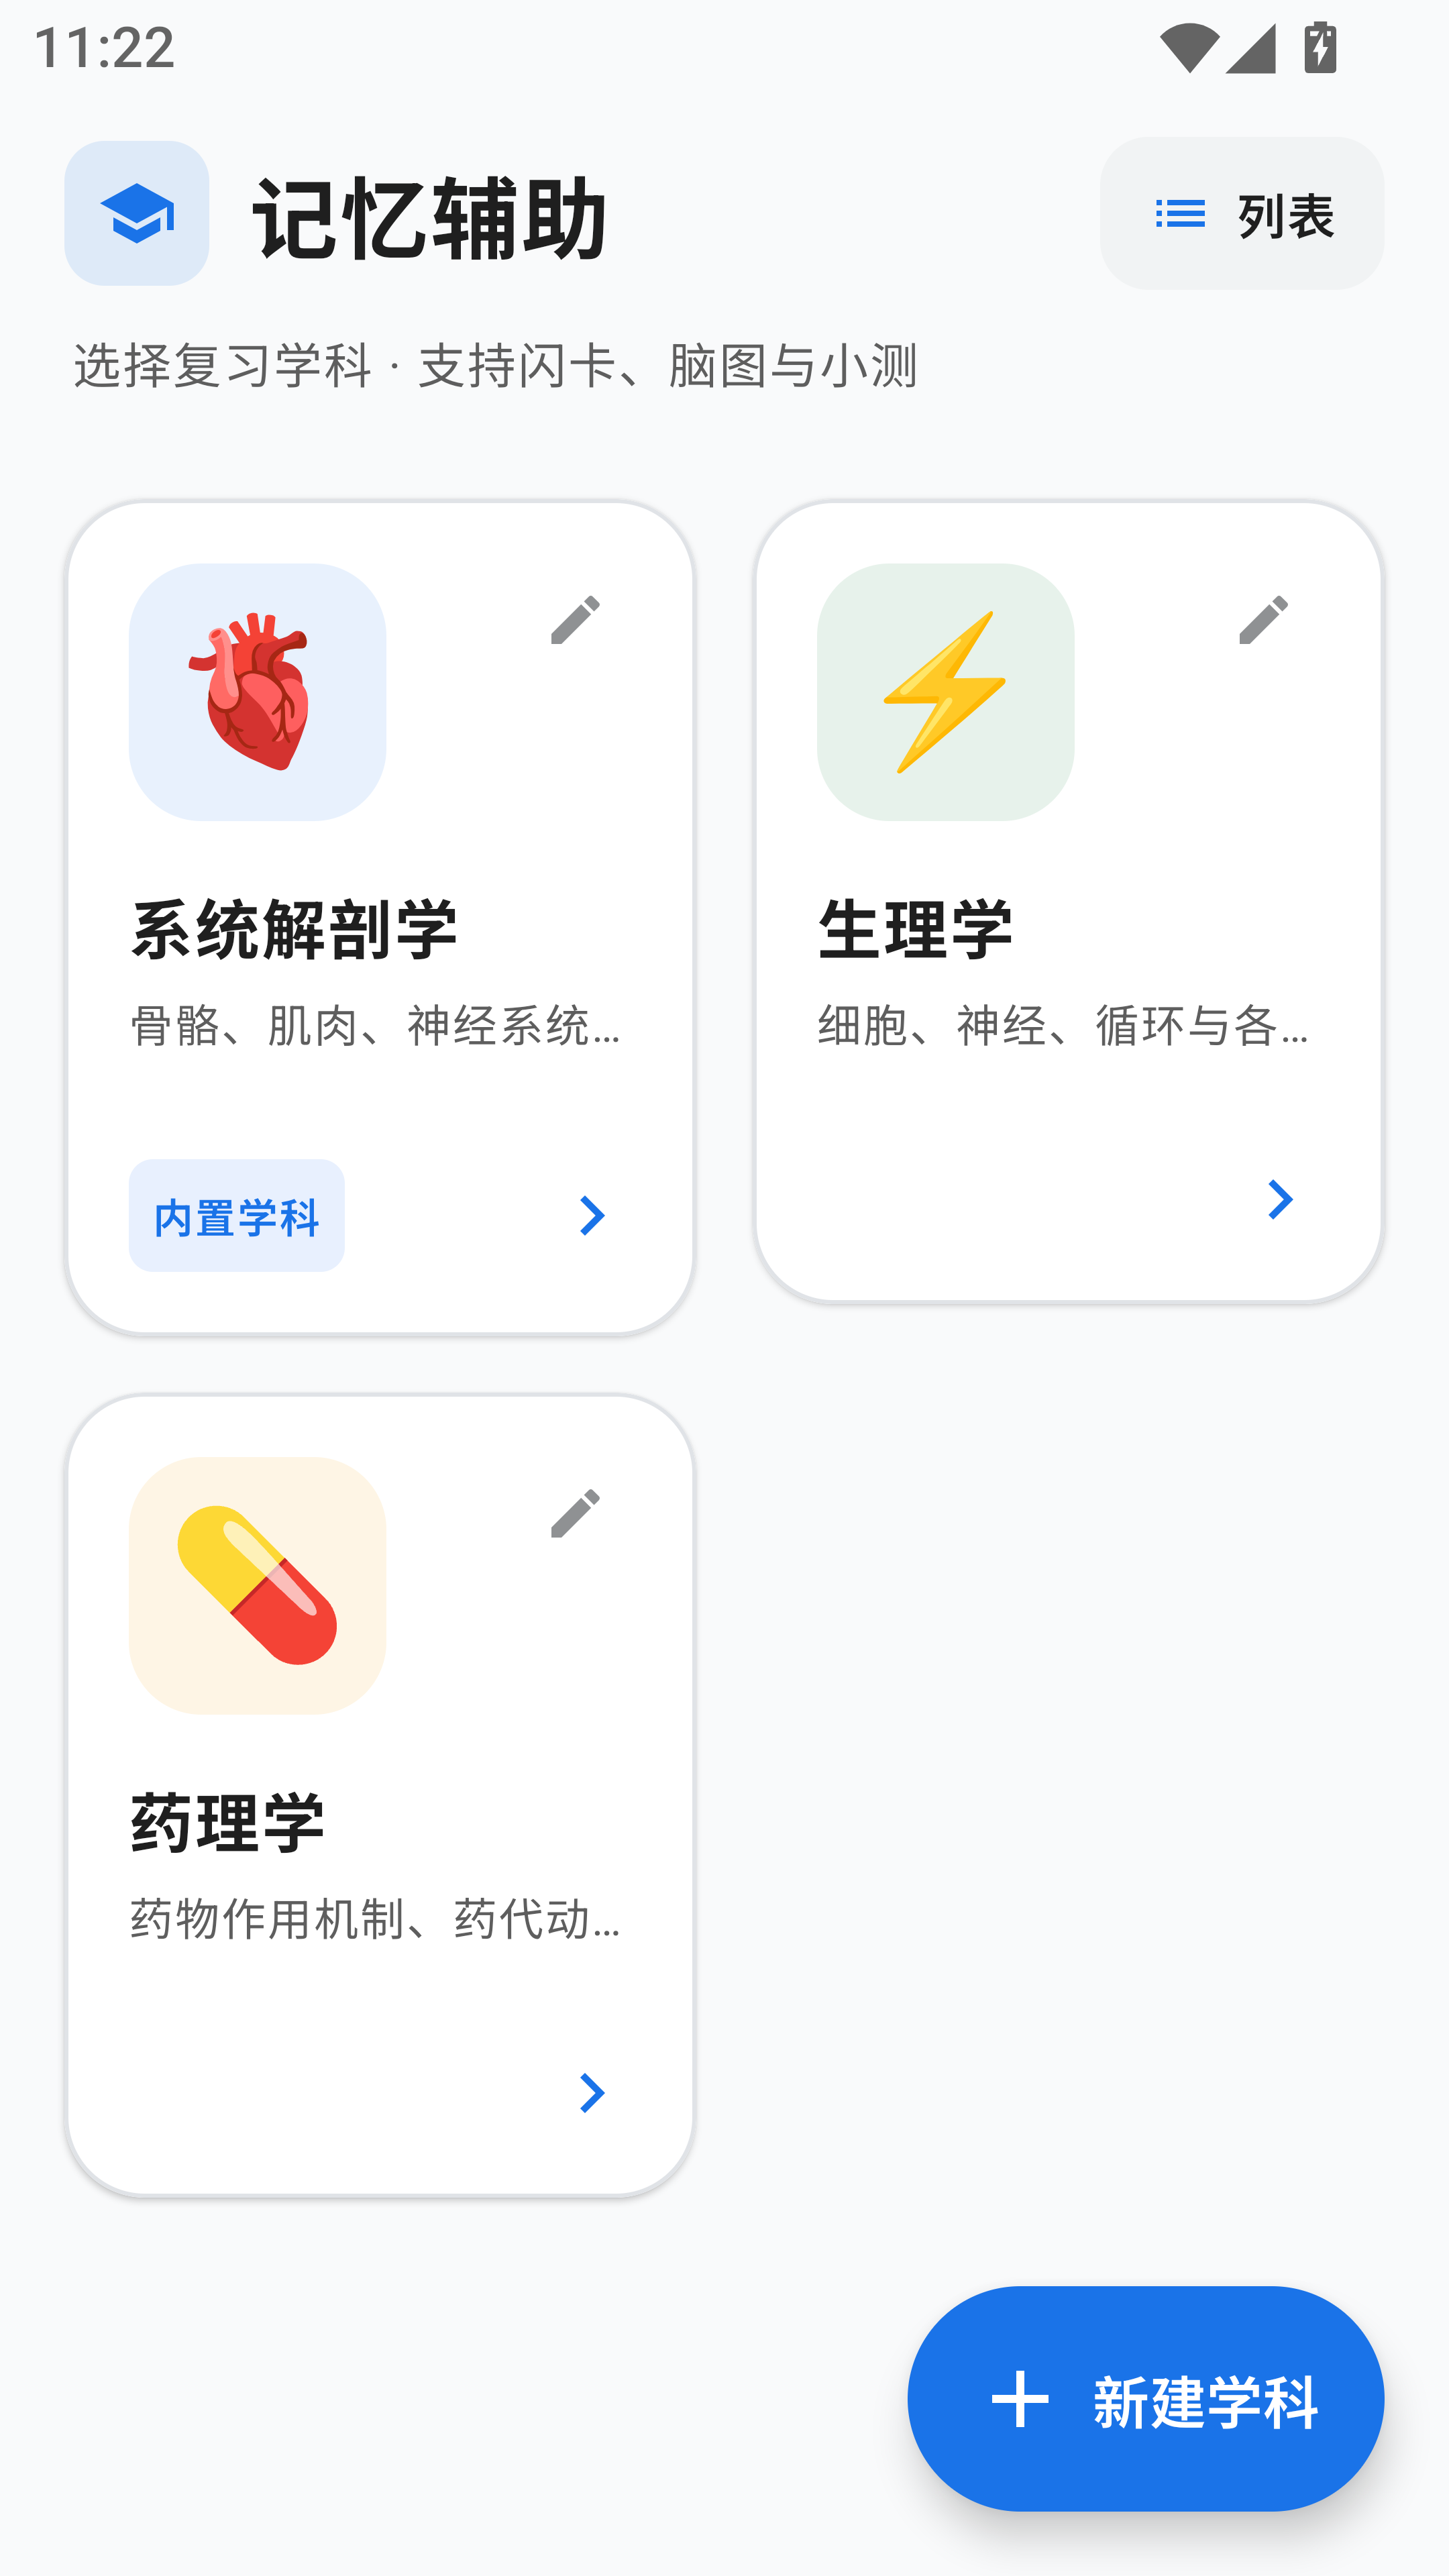 11:22
记忆辅助
列表
选择复习学科 · 支持闪卡、脑图与小测
系统解剖学
骨骼、肌肉、神经系统...
内置学科
生理学
细胞、神经、循环与各...
药理学
药物作用机制、药代动...
新建学科